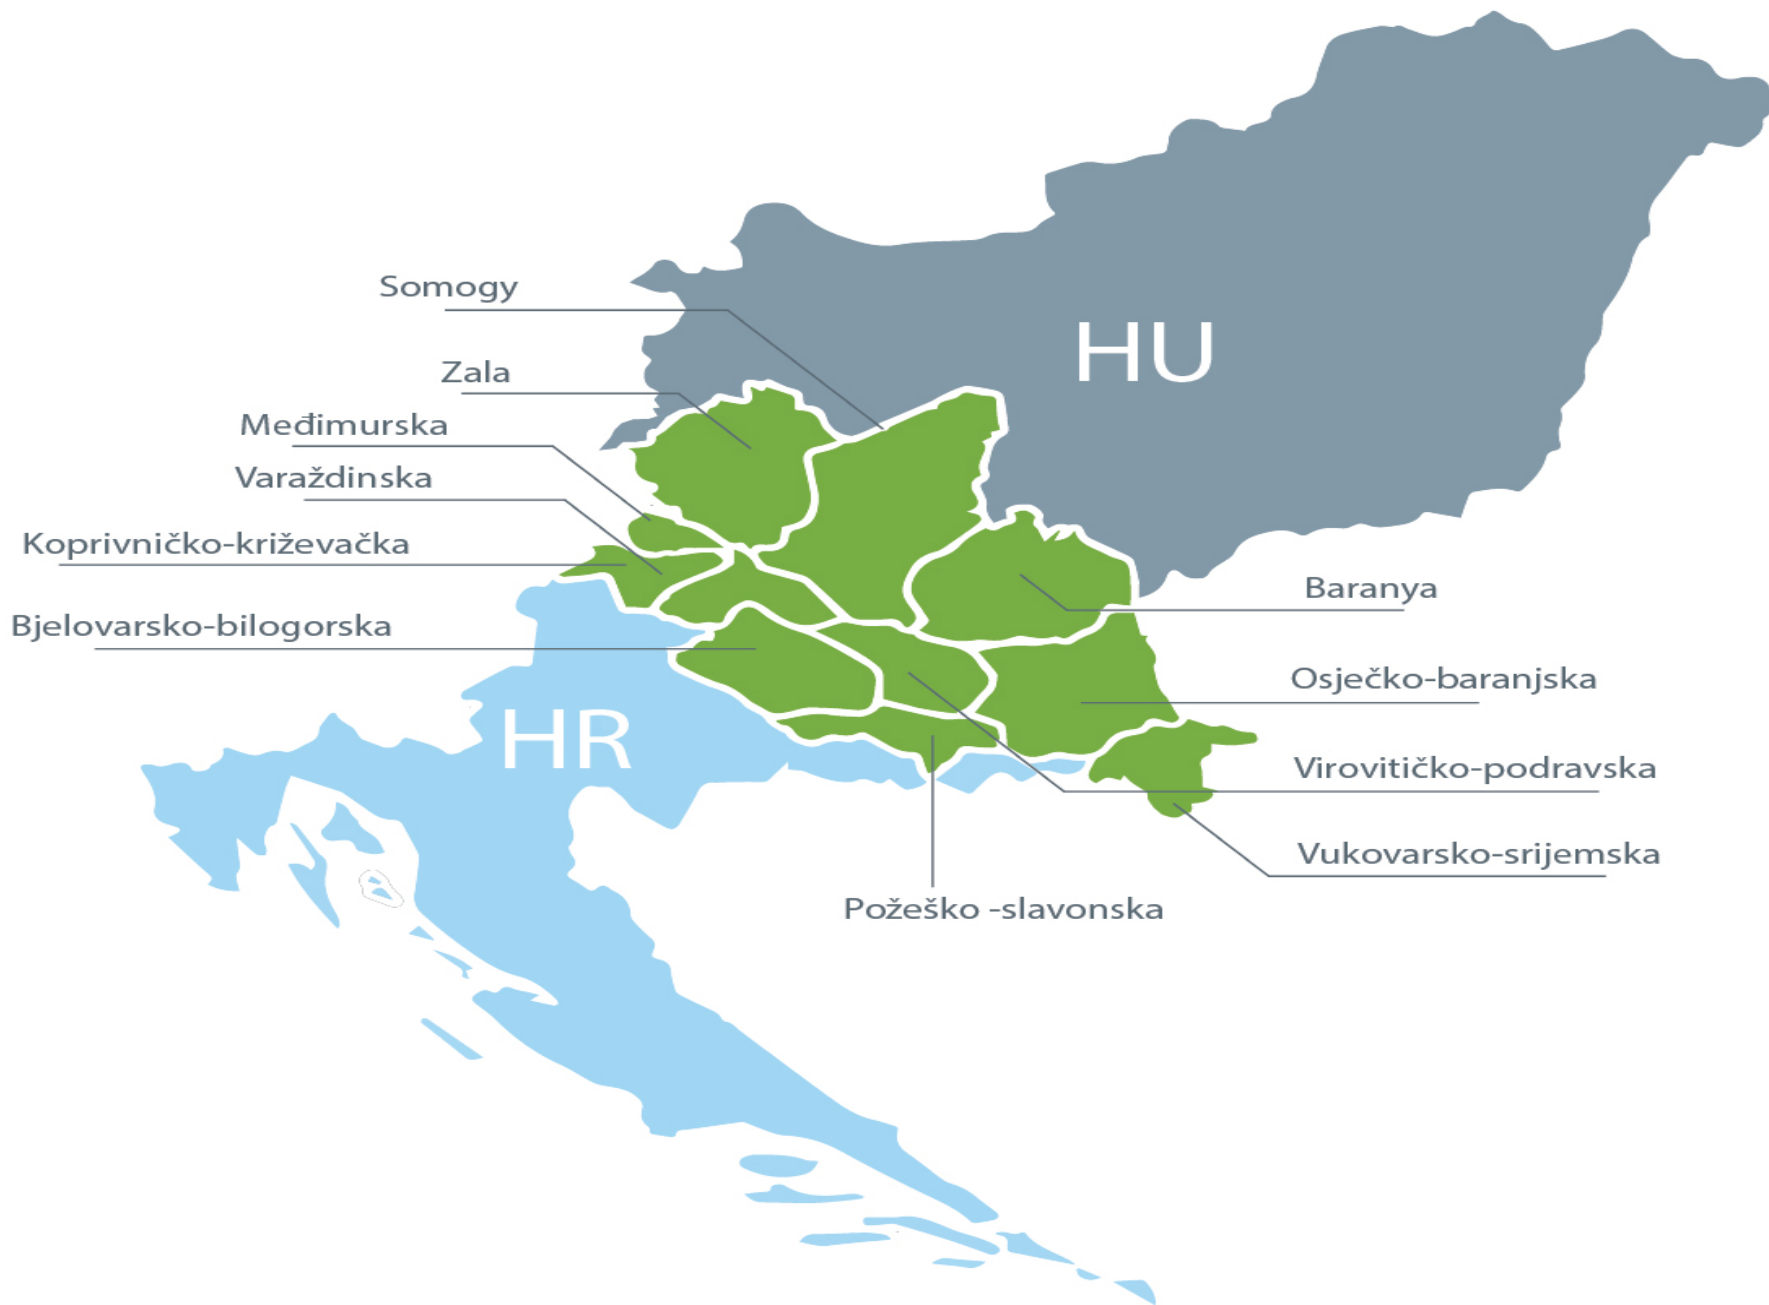 Somogy
HU
Zala
Međimurska
Varaždinska
Koprivničko-križevačka
Baranya
Bjelovarsko-bilogorska
Osječko-baranjska
HR
Virovitičko-podravska
Vukovarsko-srijemska
Požeško -slavonska